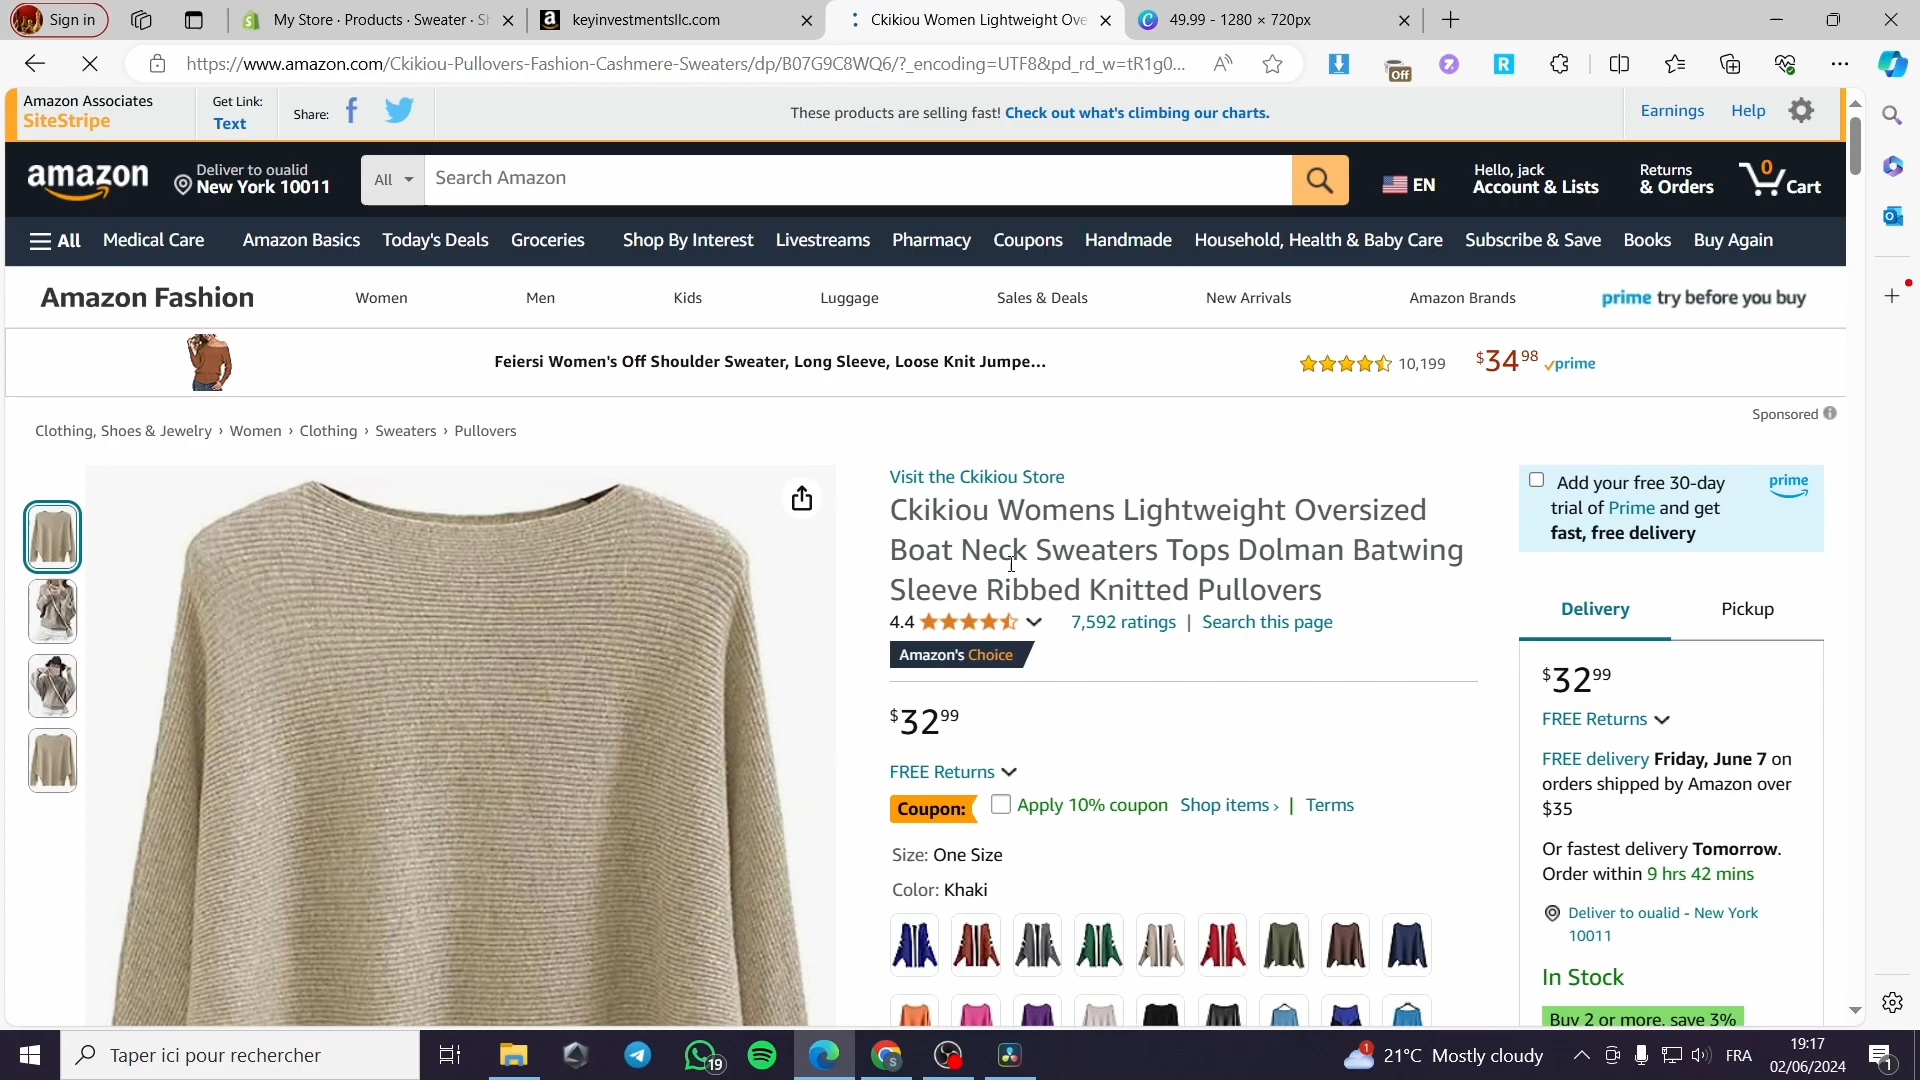 Sign in
My Store · Products · Sweater · S
keyinvestmentsllc.com
Ckikiou Women Lightweight Ove
49.99 - 1280 × 720px
https://www.amazon.com/Ckikiou-Pullovers-Fashion-Cashmere-Sweaters/dp/B07G9C8WQ6/?_encoding=UTF8&pd_rd_w=tR1g0...
Off
Amazon Associates
SiteStripe
Get Link:
Text
Share:
These products are selling fast! Check out what's climbing our charts.
Earnings
Help
amazon
Deliver to oualid
New York 10011
All
Search Amazon
EN
Hello, jack
Account & Lists
Returns
& Orders
0
Cart
All
Medical Care
Amazon Basics
Today's Deals
Groceries
Shop By Interest
Livestreams
Pharmacy
Coupons
Handmade
Household, Health & Baby Care
Subscribe & Save
Books
Buy Again
Amazon Fashion
Women
Men
Kids
Luggage
Sales & Deals
New Arrivals
Amazon Brands
prime try before you buy
Feiersi Women's Off Shoulder Sweater, Long Sleeve, Loose Knit Jumpe...
10,199
$34.98
prime
Sponsored
Clothing, Shoes & Jewelry › Women › Clothing › Sweaters › Pullovers
Visit the Ckikiou Store
Ckikiou Womens Lightweight Oversized
Boat Neck Sweaters Tops Dolman Batwing
Sleeve Ribbed Knitted Pullovers
4.4
7,592 ratings | Search this page
Amazon's Choice
$32.99
FREE Returns
Coupon:
Apply 10% coupon
Shop items › | Terms
Size: One Size
Color: Khaki
Add your free 30-day
trial of Prime and get
fast, free delivery
prime
Delivery
Pickup
$32.99
FREE Returns
FREE delivery Friday, June 7 on
orders shipped by Amazon over
$35
Or fastest delivery Tomorrow.
Order within 9 hrs 42 mins
Deliver to oualid - New York
10011
In Stock
Buy 2 or more, save 3%
Taper ici pour rechercher
19
1
21°C Mostly cloudy
FRA
19:17
02/06/2024
1